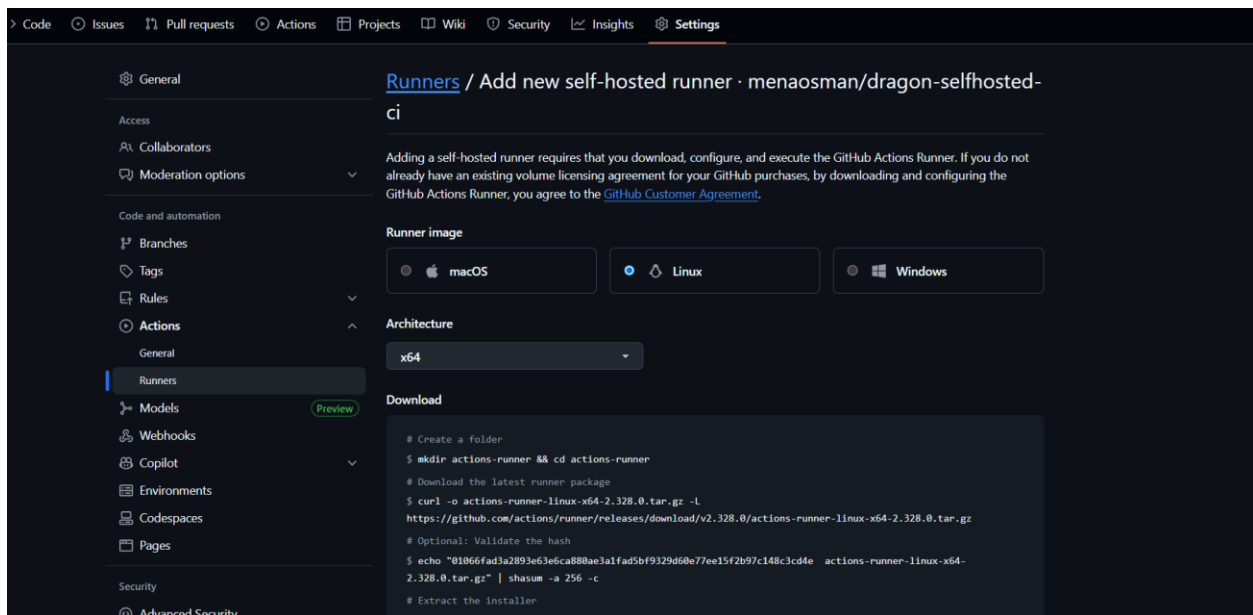 Code Issues Pull requests Actions Projects Wiki Security Insights Settings
General
Access
Collaborators
Moderation options
Code and automation
Branches
Tags
Rules
Actions
General
Runners
Models Preview
Webhooks
Copilot
Environments
Codespaces
Pages
Security
Advanced Security
Runners / Add new self-hosted runner · menaosman/dragon-selfhosted-
ci
Adding a self-hosted runner requires that you download, configure, and execute the GitHub Actions Runner. If you do not
already have an existing volume licensing agreement for your GitHub purchases, by downloading and configuring the
GitHub Actions Runner, you agree to the GitHub Customer Agreement.
Runner image
macOS Linux Windows
Architecture
x64
Download
# Create a folder
$ mkdir actions-runner && cd actions-runner
# Download the latest runner package
$ curl -o actions-runner-linux-x64-2.328.0.tar.gz -L
https://github.com/actions/runner/releases/download/v2.328.0/actions-runner-linux-x64-2.328.0.tar.gz
# Optional: Validate the hash
$ echo "01066fad3a2893e63e6ca880ae3a1fad5bf9329d60e77ee15f2b97c148c3cd4e actions-runner-linux-x64-
2.328.0.tar.gz" | shasum -a 256 -c
# Extract the installer